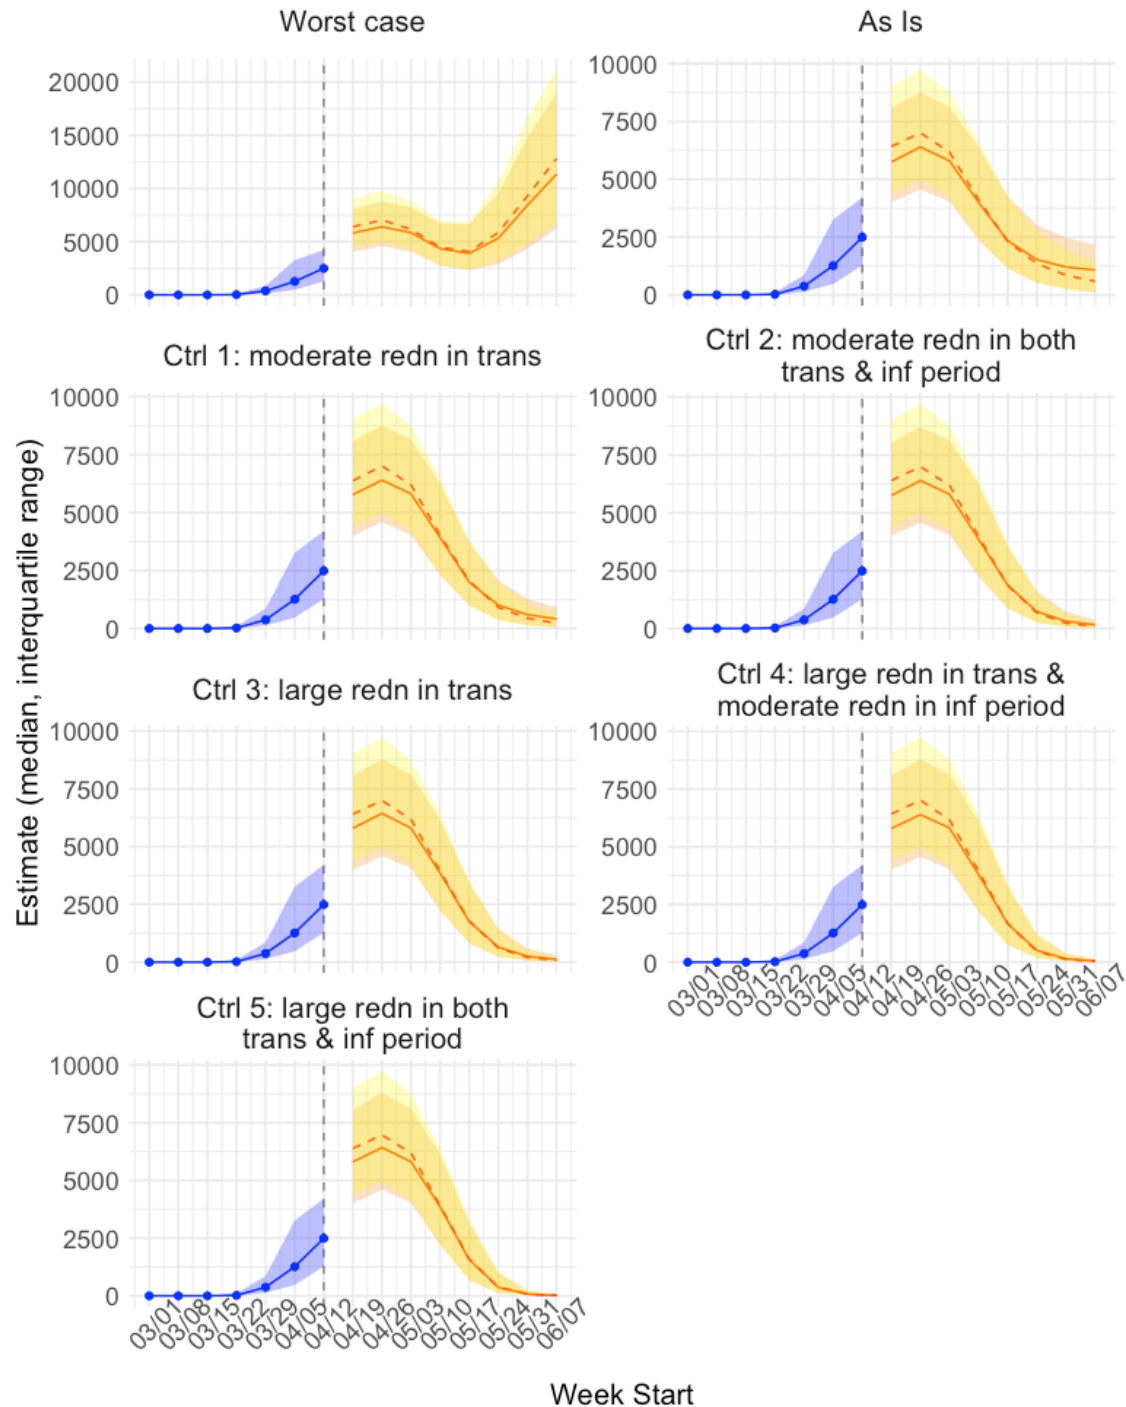 Worst case
20000
15000
10000
5000
0
As Is
10000
7500
5000
2500
0
Ctrl 1: moderate redn in trans
10000
7500
5000
2500
0
Ctrl 2: moderate redn in both
trans & inf period
10000
7500
5000
2500
0
Estimate (median, interquartile range)
Ctrl 3: large redn in trans
10000
7500
5000
2500
0
Ctrl 4: large redn in trans &
moderate redn in inf period
10000
7500
5000
2500
0
03/01 03/08 03/15 03/22 03/29 04/05 04/12 04/19 04/26 05/03 05/10 05/17 05/24 05/31 06/07
Ctrl 5: large redn in both
trans & inf period
10000
7500
5000
2500
0
03/01 03/08 03/15 03/22 03/29 04/05 04/12 04/19 04/26 05/03 05/10 05/17 05/24 05/31 06/07
Week Start